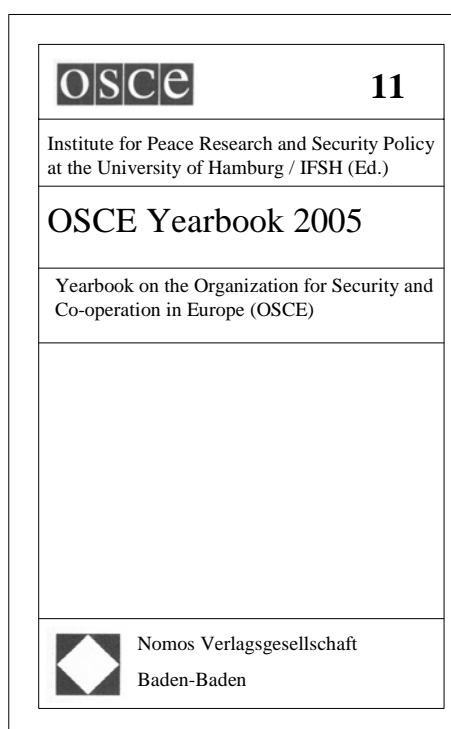 osce 11
Institute for Peace Research and Security Policy
at the University of Hamburg / IFSH (Ed.)
OSCE Yearbook 2005
Yearbook on the Organization for Security and
Co-operation in Europe (OSCE)
Nomos Verlagsgesellschaft
Baden-Baden